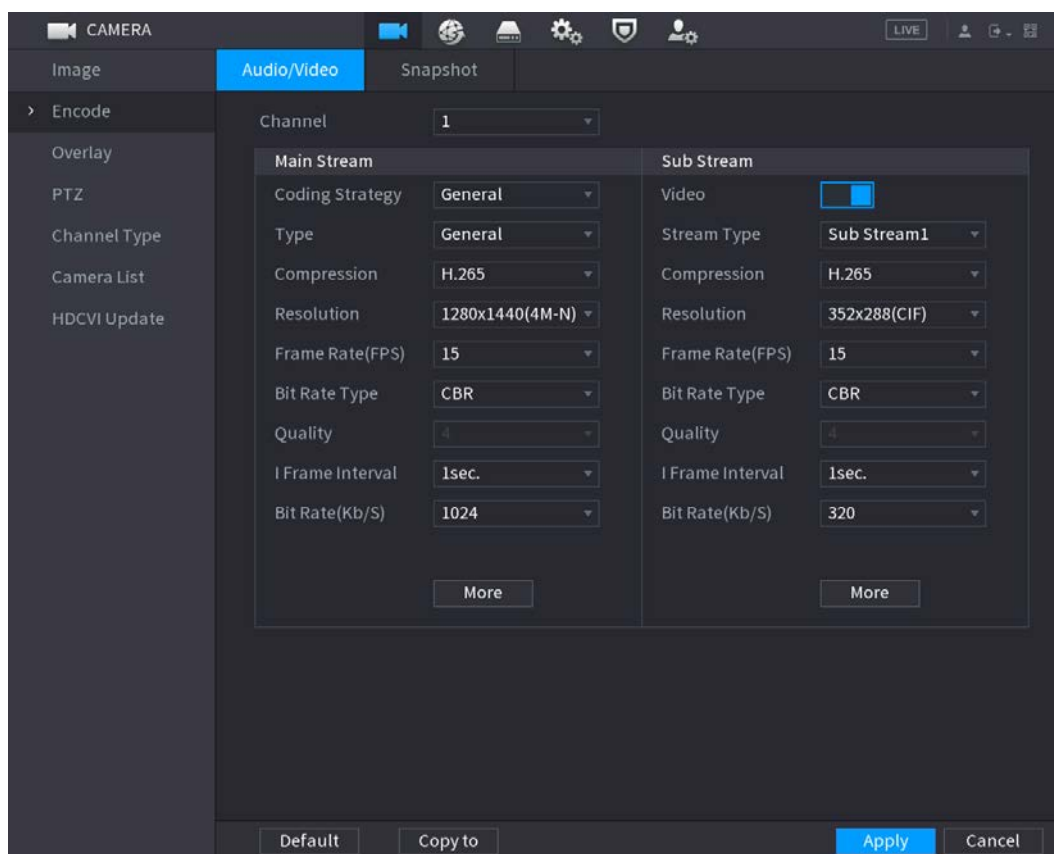 CAMERA LIVE
Image Audio/Video Snapshot
Encode Channel 1
Overlay Main Stream Sub Stream
PTZ Coding Strategy General Video
Channel Type Type General Stream Type Sub Stream1
Camera List Compression H.265 Compression H.265
HDCVI Update Resolution 1280x1440(4M-N) Resolution 352x288(CIF)
Frame Rate(FPS) 15 Frame Rate(FPS) 15
Bit Rate Type CBR Bit Rate Type CBR
Quality 4 Quality 4
I Frame Interval 1sec. I Frame Interval 1sec.
Bit Rate(Kb/S) 1024 Bit Rate(Kb/S) 320
More More
Default Copy to Apply Cancel